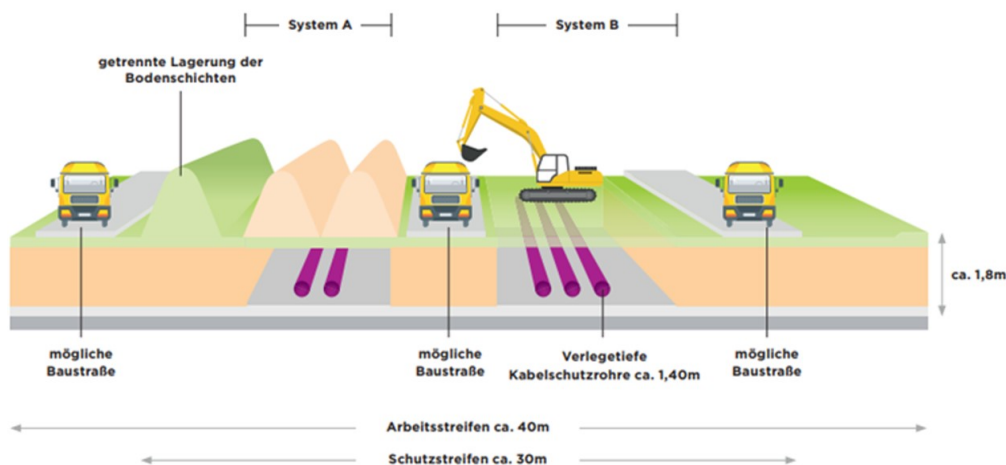 System A
System B
getrennte Lagerung der
Bodenschichten
ca. 1,8m
mögliche
Baustraße
mögliche
Baustraße
Verlegetiefe
Kabelschutzrohre ca. 1,40m
mögliche
Baustraße
Arbeitsstreifen ca. 40m
Schutzstreifen ca. 30m